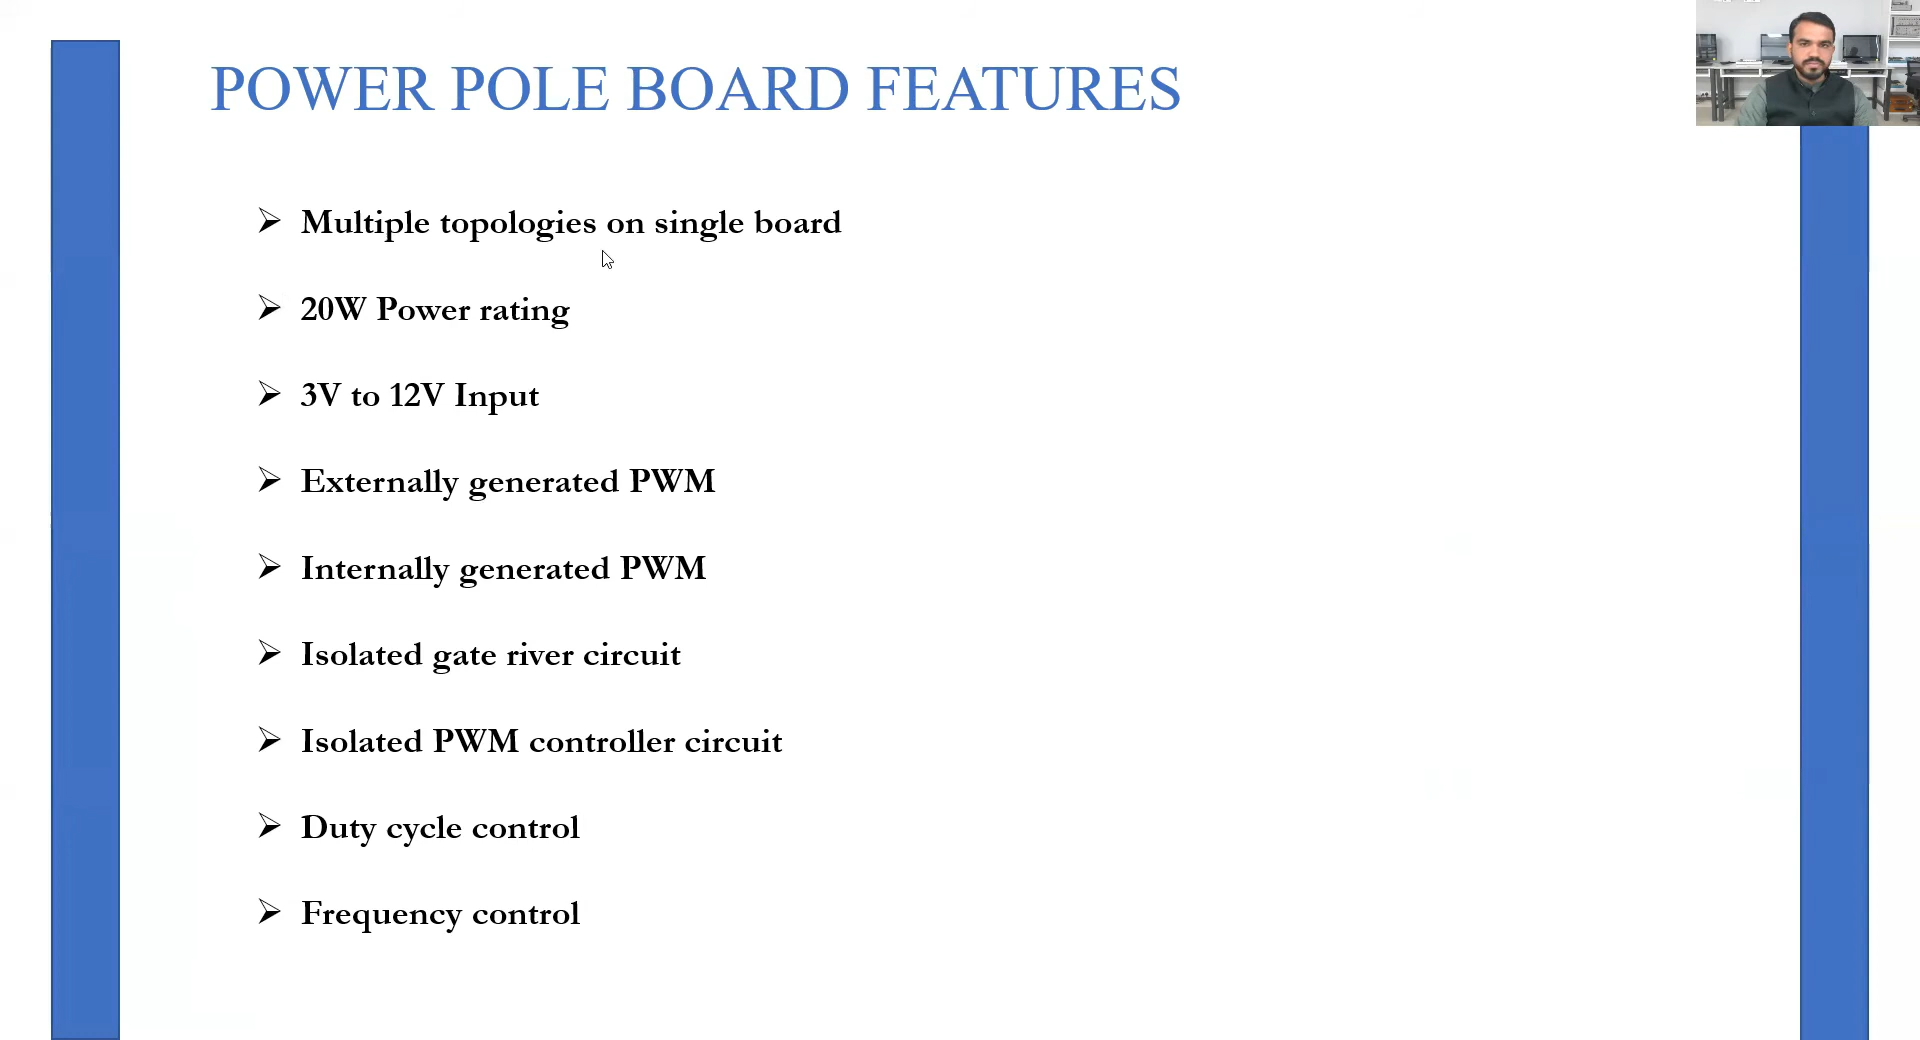 POWER POLE BOARD FEATURES
Multiple topologies on single board
20W Power rating
3V to 12V Input
Externally generated PWM
Internally generated PWM
Isolated gate river circuit
Isolated PWM controller circuit
Duty cycle control
Frequency control